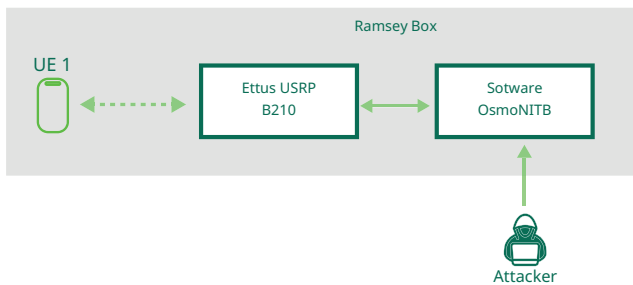 Ramsey Box
UE 1
Ettus USRP
B210
Sotware
OsmoNITB
Attacker